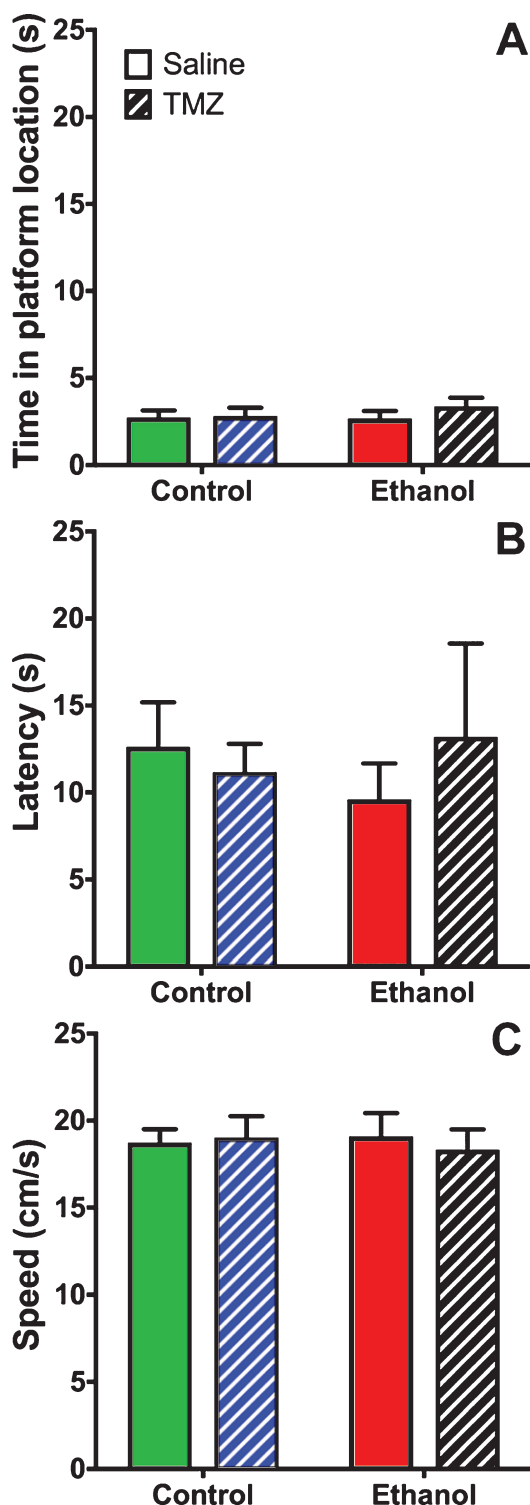 A
Saline
TMZ
Time in platform location (s)
25
20
15
10
5
0
Control
Ethanol
B
Latency (s)
25
20
15
10
5
0
Control
Ethanol
C
Speed (cm/s)
25
20
15
10
5
0
Control
Ethanol